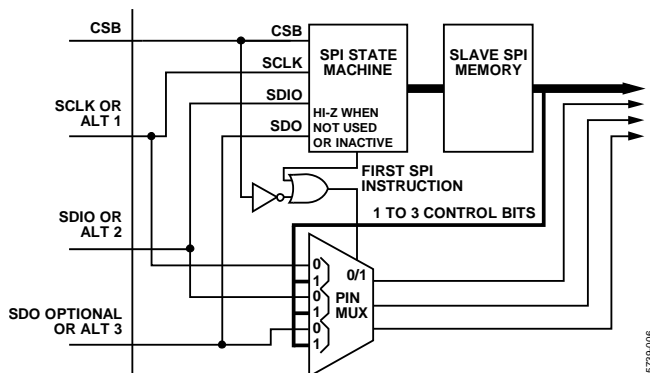 CSB
CSB
SCLK
SDIO
SDO
SPI STATE
MACHINE
HI-Z WHEN
NOT USED
OR INACTIVE
SLAVE SPI
MEMORY
SCLK OR
ALT 1
FIRST SPI
INSTRUCTION
1 TO 3 CONTROL BITS
SDIO OR
ALT 2
0
1
0
1
0
1
0/1
PIN
MUX
SDO OPTIONAL
OR ALT 3